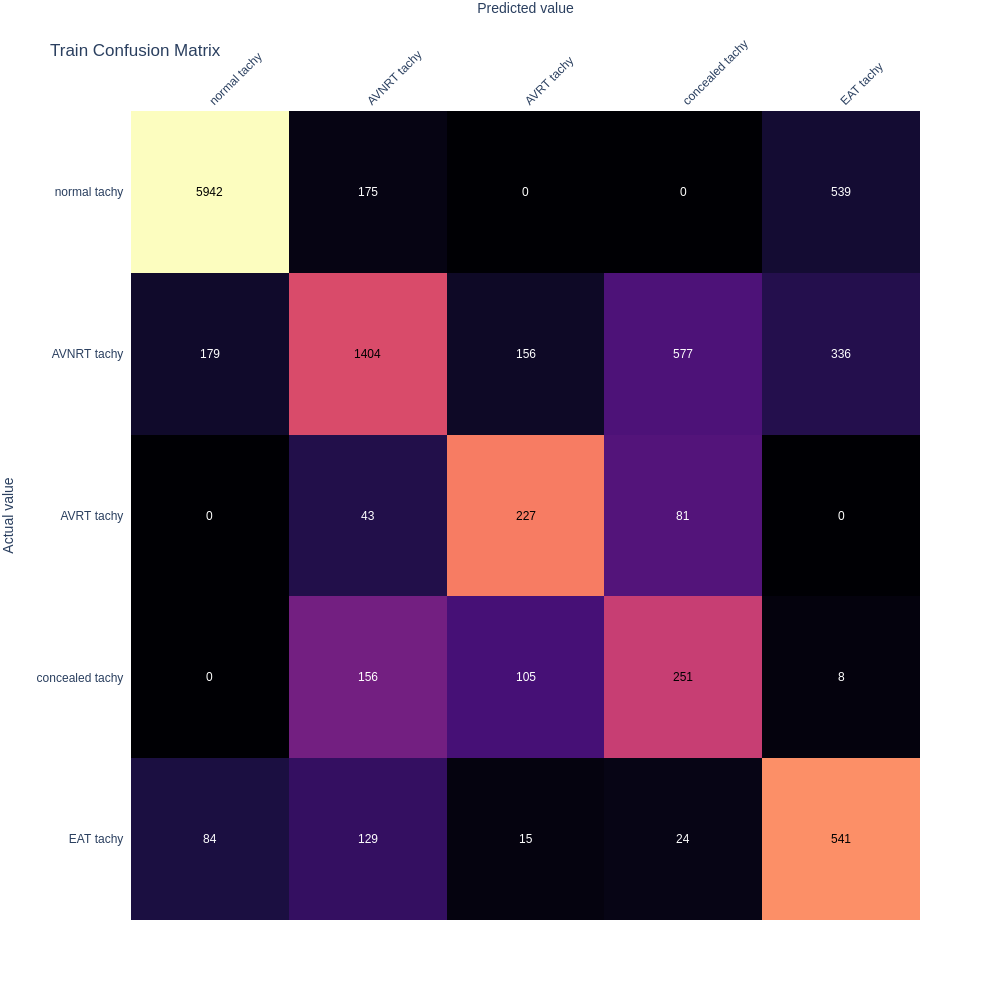 Predicted value
Train Confusion Matrix
normal tachy AVNRT tachy AVRT tachy concealed tachy EAT tachy
normal tachy 5942 175 0 0 539
AVNRT tachy 179 1404 156 577 336
Actual value
AVRT tachy 0 43 227 81 0
concealed tachy 0 156 105 251 8
EAT tachy 84 129 15 24 541